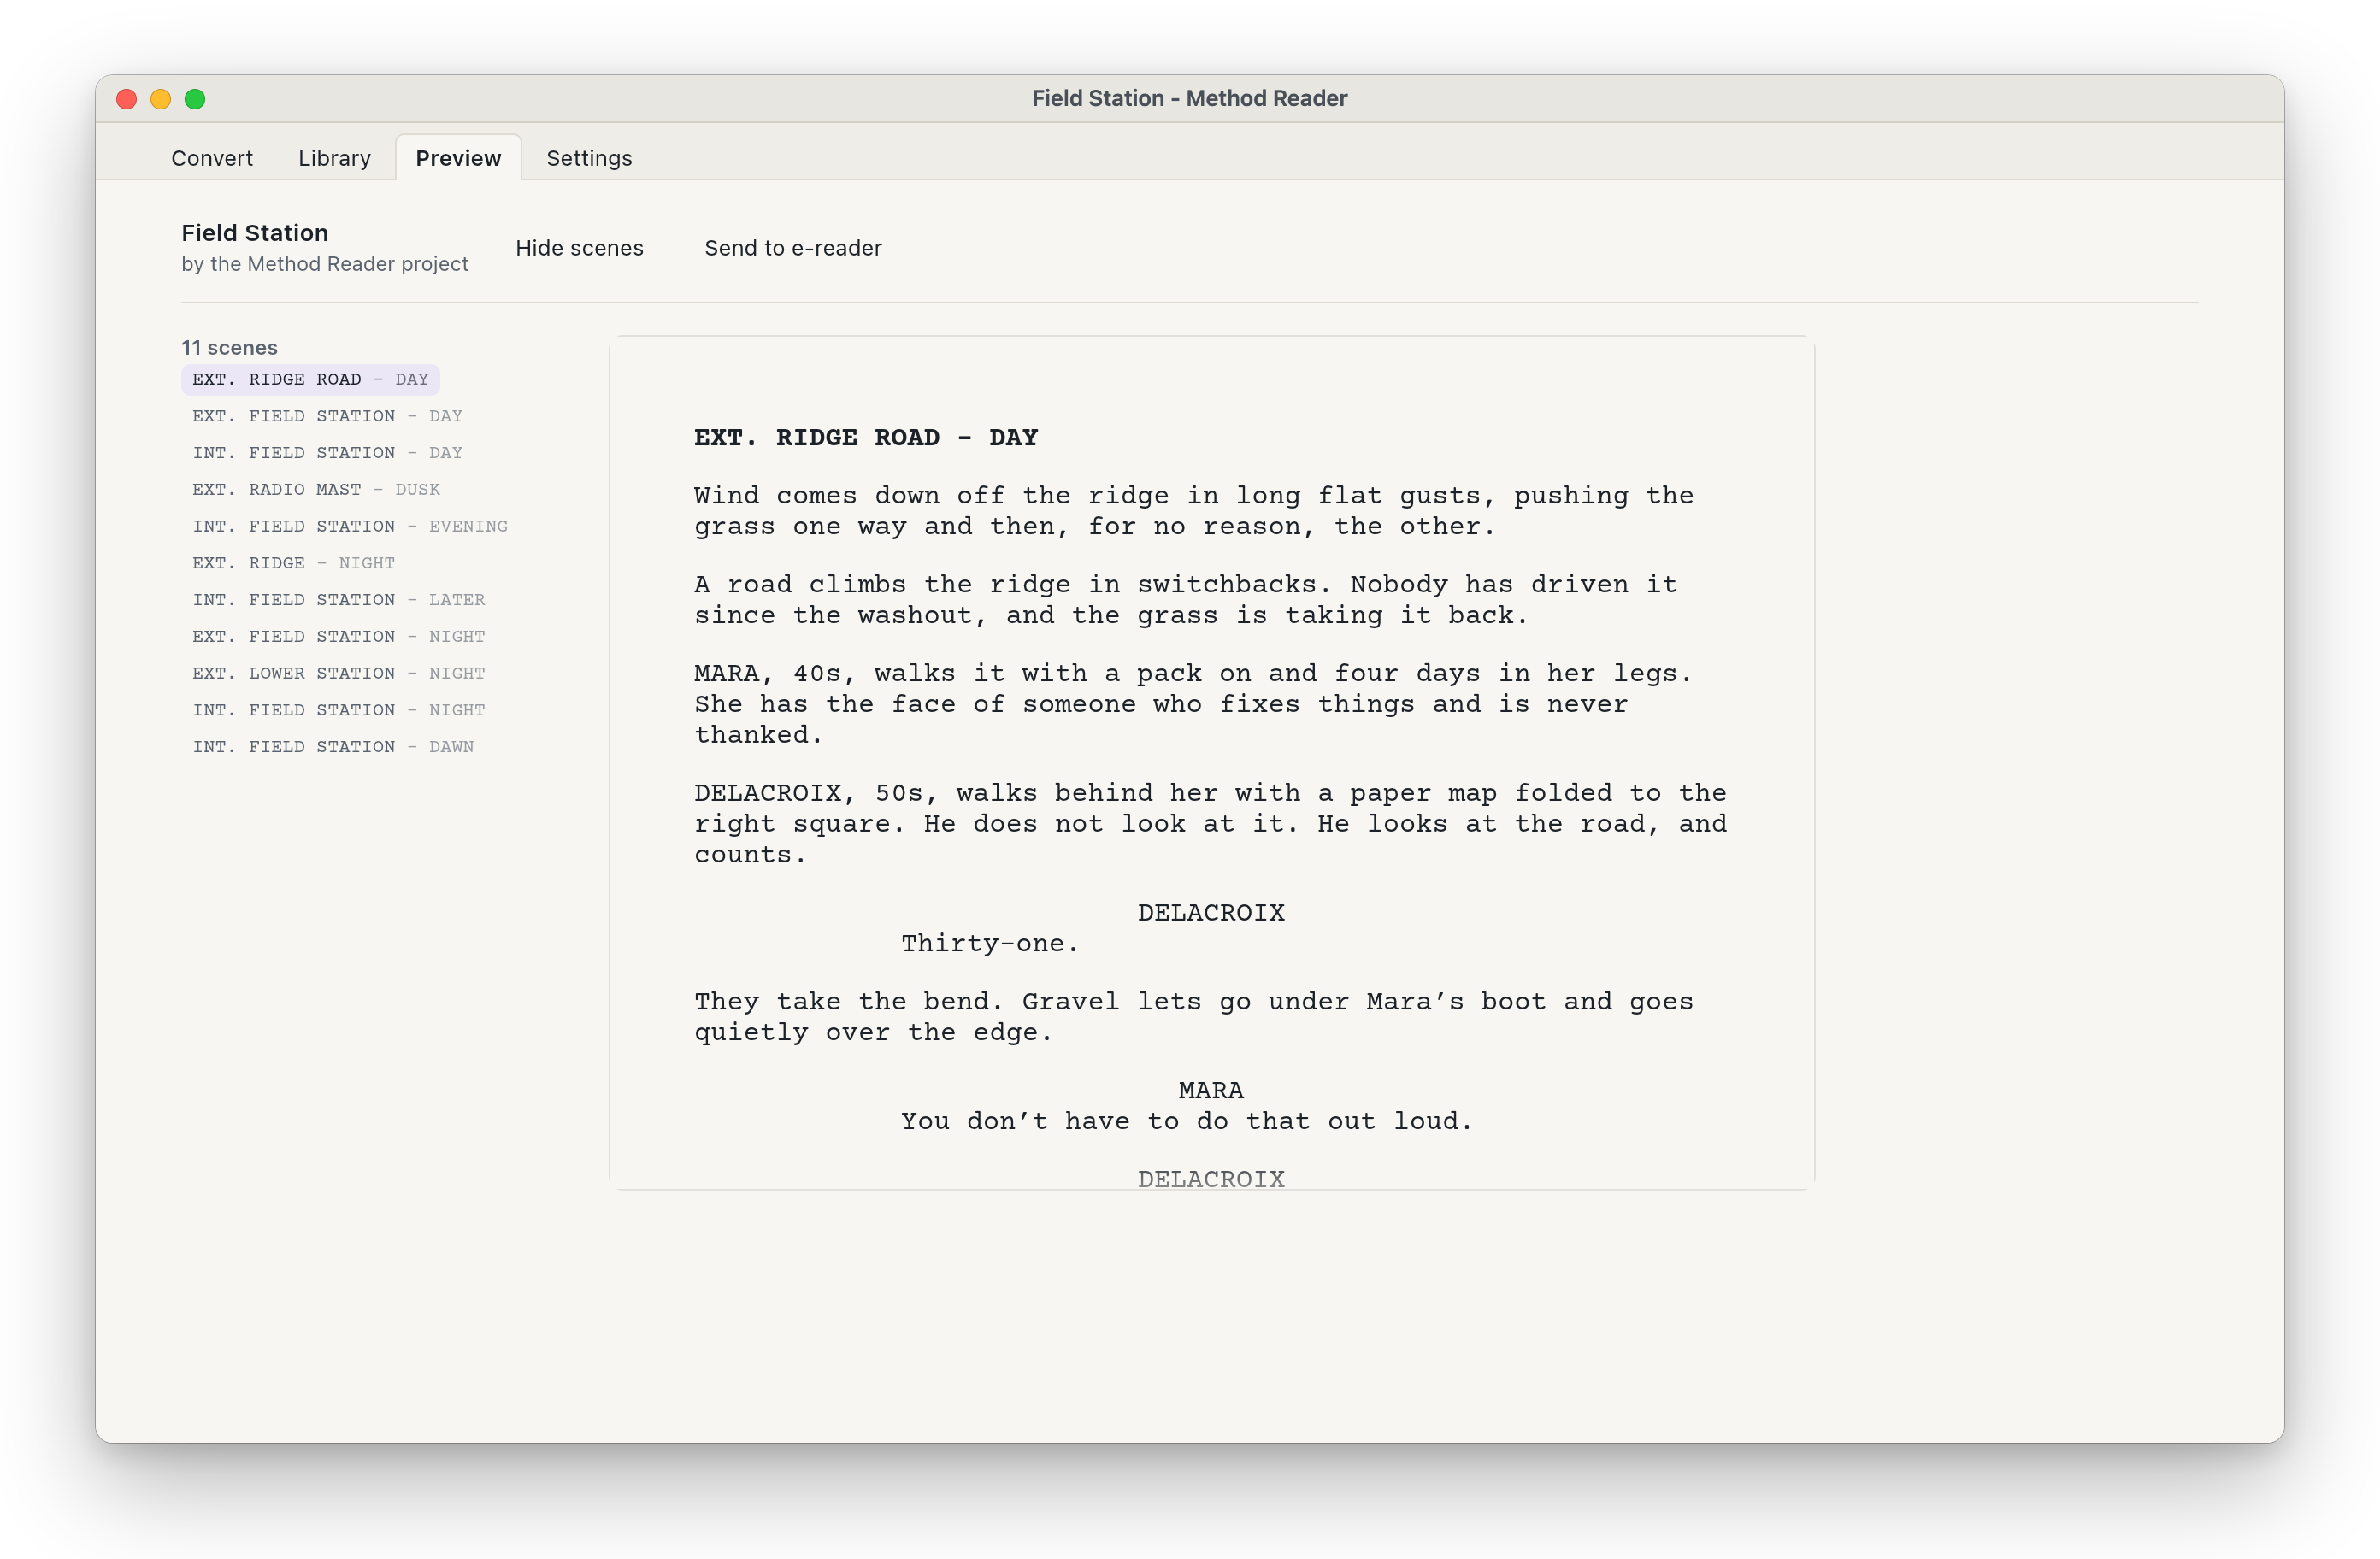 Field Station - Method Reader
Convert
Library
Preview
Settings
Field Station
by the Method Reader project
Hide scenes
Send to e-reader
11 scenes
EXT. RIDGE ROAD - DAY
EXT. FIELD STATION - DAY
INT. FIELD STATION - DAY
EXT. RADIO MAST - DUSK
INT. FIELD STATION - EVENING
EXT. RIDGE - NIGHT
INT. FIELD STATION - LATER
EXT. FIELD STATION - NIGHT
EXT. LOWER STATION - NIGHT
INT. FIELD STATION - NIGHT
INT. FIELD STATION - DAWN
EXT. RIDGE ROAD - DAY
Wind comes down off the ridge in long flat gusts, pushing the
grass one way and then, for no reason, the other.
A road climbs the ridge in switchbacks. Nobody has driven it
since the washout, and the grass is taking it back.
MARA, 40s, walks it with a pack on and four days in her legs.
She has the face of someone who fixes things and is never
thanked.
DELACROIX, 50s, walks behind her with a paper map folded to the
right square. He does not look at it. He looks at the road, and
counts.
DELACROIX
Thirty-one.
They take the bend. Gravel lets go under Mara’s boot and goes
quietly over the edge.
MARA
You don’t have to do that out loud.
DELACROIX